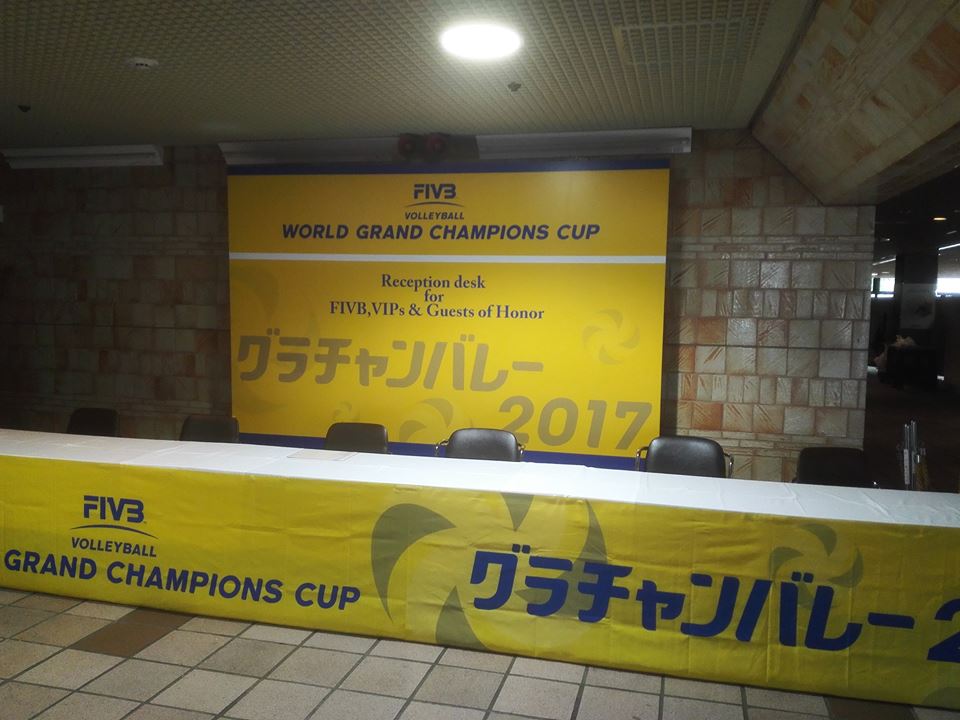 FIVB
VOLLEYBALL
WORLD GRAND CHAMPIONS CUP
Reception desk
for
FIVB,VIPs & Guests of Honor
グラチャンバレー
2017
FIVB
VOLLEYBALL
GRAND CHAMPIONS CUP
グラチャンバレー2